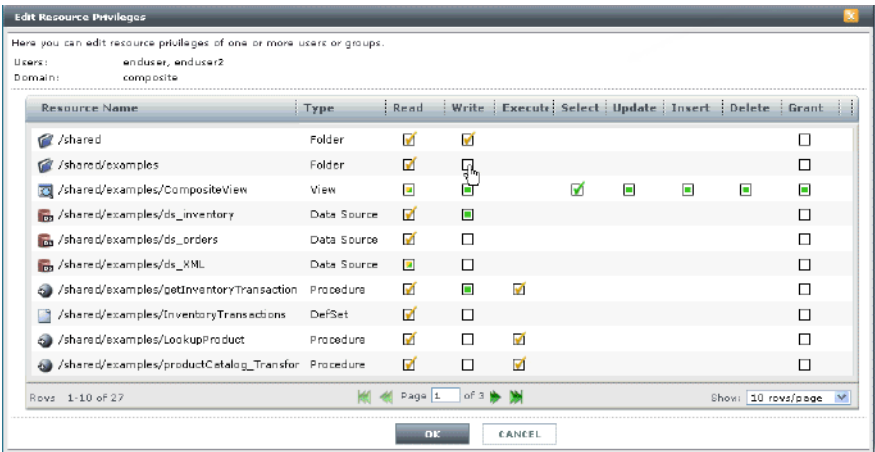 Edit Resource Privileges
Here you can edit resource privileges of one or more users or groups.
Users: enduser, enduser2
Domain: composite
Resource Name Type Read Write Execute Select Update Insert Delete Grant
/shared Folder
/shared/examples Folder
/shared/examples/CompositeView View
/shared/examples/ds_inventory Data Source
/shared/examples/ds_orders Data Source
/shared/examples/ds_XML Data Source
/shared/examples/getInventoryTransaction Procedure
/shared/examples/InventoryTransactions DefSet
/shared/examples/LookupProduct Procedure
/shared/examples/productCatalog_Transfor Procedure
Rows 1-10 of 27 Page 1 of 3 Show: 10 rows/page
OK CANCEL